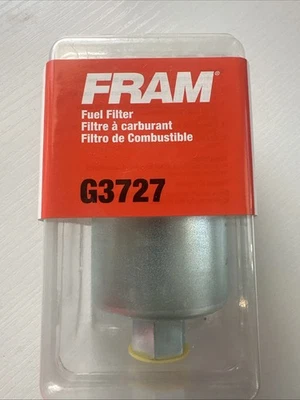 FRAM®
Fuel Filter
Filtre à carburant
Filtro de Combustible
G3727